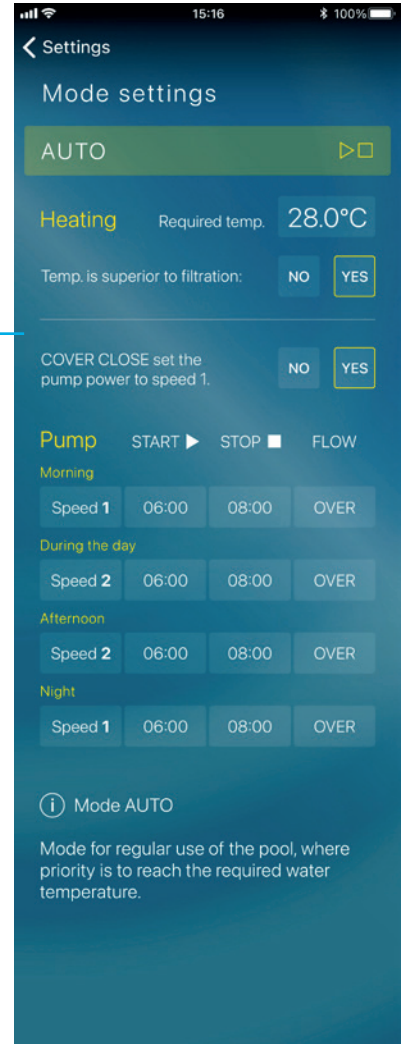 15:16 100%
Settings
Mode settings
AUTO
Heating Required temp. 28.0°C
Temp. is superior to filtration: NO YES
COVER CLOSE set the
pump power to speed 1. NO YES
Pump START STOP FLOW
Morning
Speed 1 06:00 08:00 OVER
During the day
Speed 2 06:00 08:00 OVER
Afternoon
Speed 2 06:00 08:00 OVER
Night
Speed 1 06:00 08:00 OVER
i Mode AUTO
Mode for regular use of the pool, where
priority is to reach the required water
temperature.